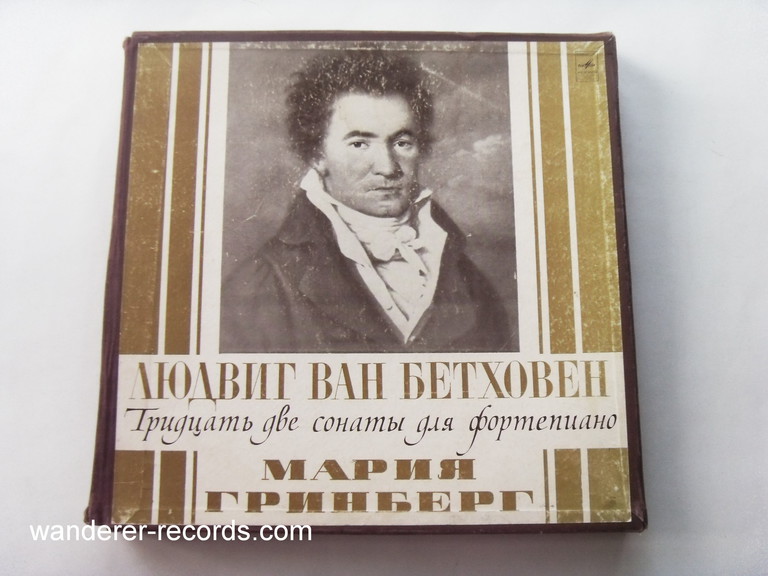 ЛЮДВИГ ВАН БЕТХОВЕН
Тридцать две сонаты для фортепиано
МАРИЯ
ГРИНБЕРГ
wanderer-records.com